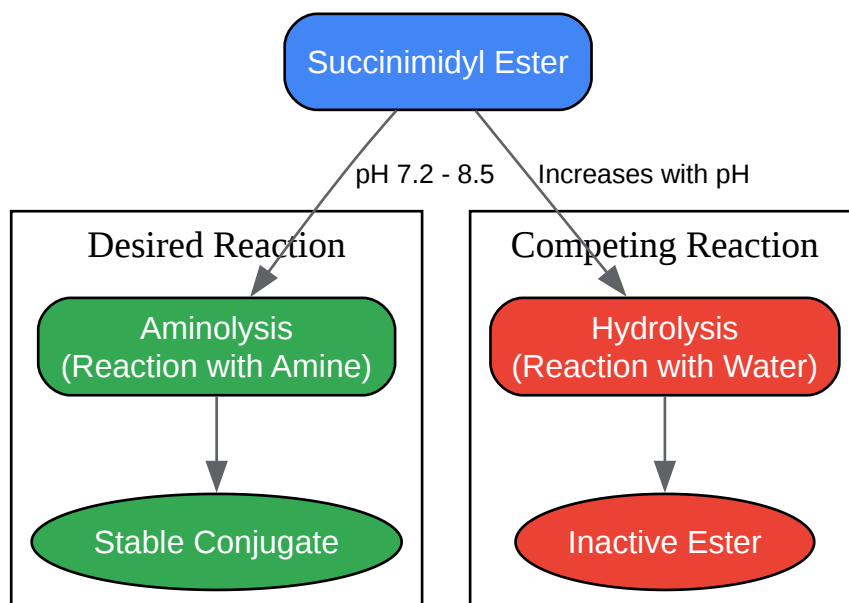 Succinimidyl Ester
pH 7.2 - 8.5
Increases with pH
Desired Reaction
Competing Reaction
Aminolysis
(Reaction with Amine)
Hydrolysis
(Reaction with Water)
Stable Conjugate
Inactive Ester